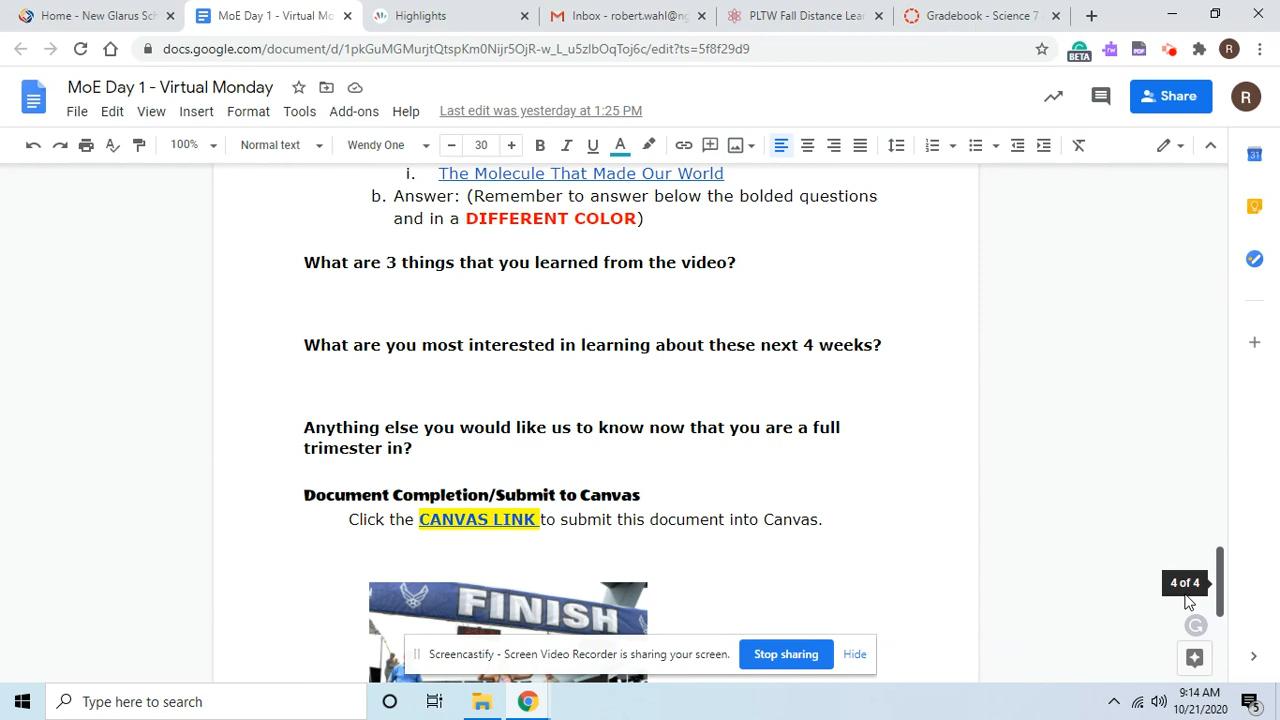 Home - New Glarus Sch
MoE Day 1 - Virtual Mo
Highlights
Inbox - robert.wahl@ng
PLTW Fall Distance Lea
Gradebook - Science 7
docs.google.com/document/d/1pkGuMGMurjtQtspKm0Nijr5OjR-w_L_u5zIbOqToj6c/edit?ts=5f8f29d9
BETA
R
MoE Day 1 - Virtual Monday
File Edit View Insert Format Tools Add-ons Help Last edit was yesterday at 1:25 PM
Share
R
100% Normal text Wendy One 30 B I U A
31
i. The Molecule That Made Our World
b. Answer: (Remember to answer below the bolded questions
and in a DIFFERENT COLOR)
What are 3 things that you learned from the video?
What are you most interested in learning about these next 4 weeks?
Anything else you would like us to know now that you are a full
trimester in?
Document Completion/Submit to Canvas
Click the CANVAS LINK to submit this document into Canvas.
4 of 4
FINISH
Screencastify - Screen Video Recorder is sharing your screen. Stop sharing Hide
Type here to search
9:14 AM
10/21/2020
5